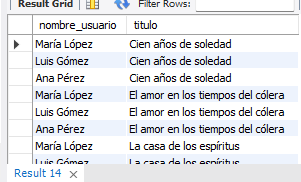 Result Grid Filter Rows:
nombre_usuario titulo
María López Cien años de soledad
Luis Gómez Cien años de soledad
Ana Pérez Cien años de soledad
María López El amor en los tiempos del cólera
Luis Gómez El amor en los tiempos del cólera
Ana Pérez El amor en los tiempos del cólera
María López La casa de los espíritus
Luis Gómez La casa de los espíritus
Result 14